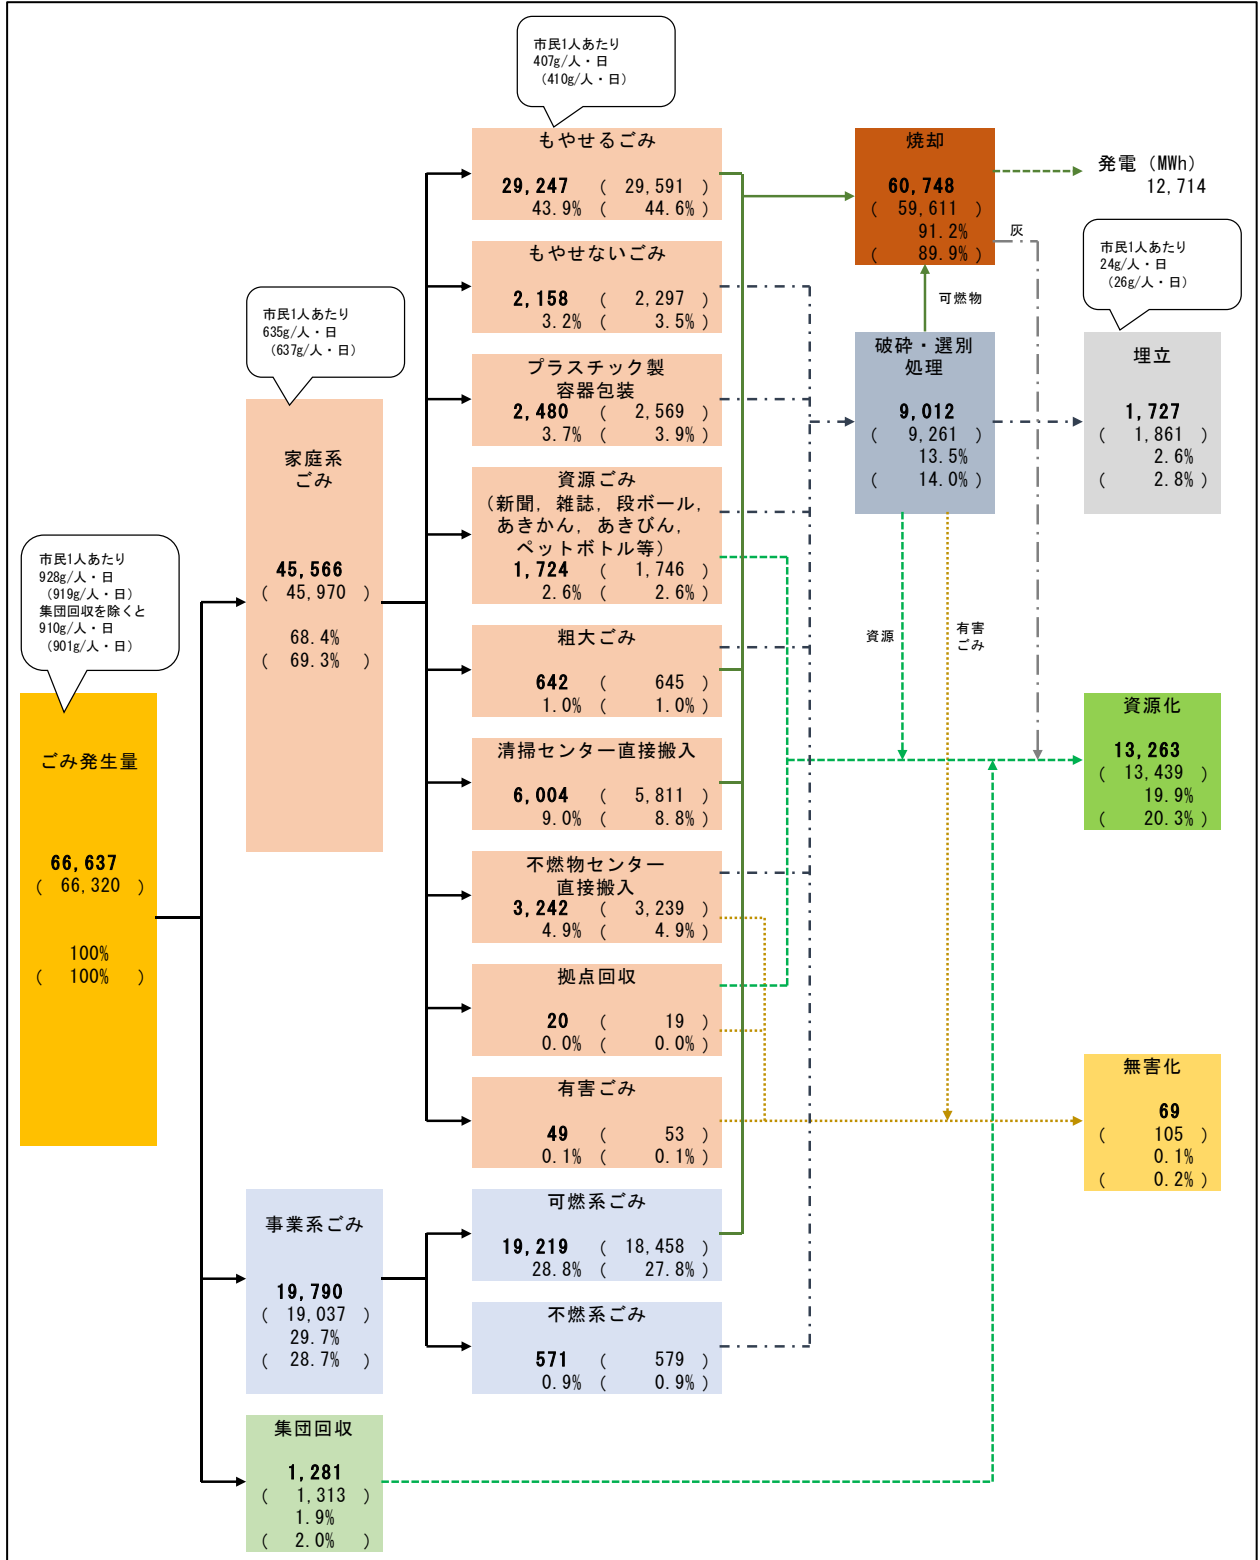 市民1人あたり
928g/人・日
(919g/人・日)
集団回収を除くと
910g/人・日
(901g/人・日)
ごみ発生量
66,637
( 66,320 )
100%
( 100% )
市民1人あたり
635g/人・日
(637g/人・日)
家庭系
ごみ
45,566
( 45,970 )
68.4%
( 69.3% )
事業系ごみ
19,790
( 19,037 )
29.7%
( 28.7% )
集団回収
1,281
( 1,313 )
1.9%
( 2.0% )
市民1人あたり
407g/人・日
(410g/人・日)
もやせるごみ
29,247 ( 29,591 )
43.9% ( 44.6% )
もやせないごみ
2,158 ( 2,297 )
3.2% ( 3.5% )
プラスチック製
容器包装
2,480 ( 2,569 )
3.7% ( 3.9% )
資源ごみ
(新聞，雑誌，段ボール，
あきかん，あきびん，
ペットボトル等)
1,724 ( 1,746 )
2.6% ( 2.6% )
粗大ごみ
642 ( 645 )
1.0% ( 1.0% )
清掃センター直接搬入
6,004 ( 5,811 )
9.0% ( 8.8% )
不燃物センター
直接搬入
3,242 ( 3,239 )
4.9% ( 4.9% )
拠点回収
20 ( 19 )
0.0% ( 0.0% )
有害ごみ
49 ( 53 )
0.1% ( 0.1% )
可燃系ごみ
19,219 ( 18,458 )
28.8% ( 27.8% )
不燃系ごみ
571 ( 579 )
0.9% ( 0.9% )
焼却
60,748
( 59,611 )
91.2%
( 89.9% )
発電 (MWh)
12,714
灰
可燃物
破砕・選別
処理
9,012
( 9,261 )
13.5%
( 14.0% )
資源
有害
ごみ
市民1人あたり
24g/人・日
(26g/人・日)
埋立
1,727
( 1,861 )
2.6%
( 2.8% )
資源化
13,263
( 13,439 )
19.9%
( 20.3% )
無害化
69
( 105 )
0.1%
( 0.2% )